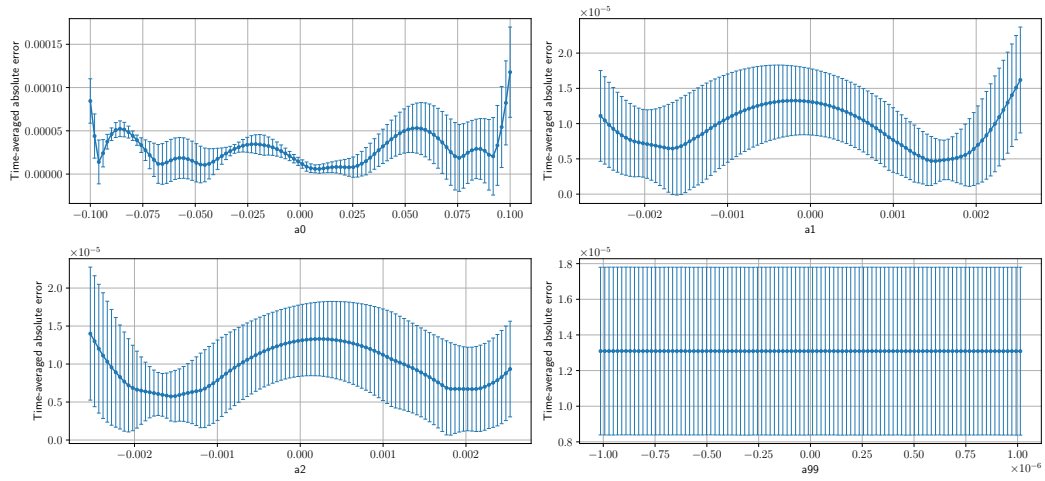 0.00015
0.00010
0.00005
0.00000
Time-averaged absolute error
−0.100 −0.075 −0.050 −0.025 0.000 0.025 0.050 0.075 0.100
a0
×10⁻⁵
2.0
1.5
1.0
0.5
0.0
Time-averaged absolute error
−0.002 −0.001 0.000 0.001 0.002
a1
×10⁻⁵
2.0
1.5
1.0
0.5
0.0
Time-averaged absolute error
−0.002 −0.001 0.000 0.001 0.002
a2
×10⁻⁵
1.8
1.6
1.4
1.2
1.0
0.8
Time-averaged absolute error
−1.00 −0.75 −0.50 −0.25 0.00 0.25 0.50 0.75 1.00
×10⁻⁶
a99